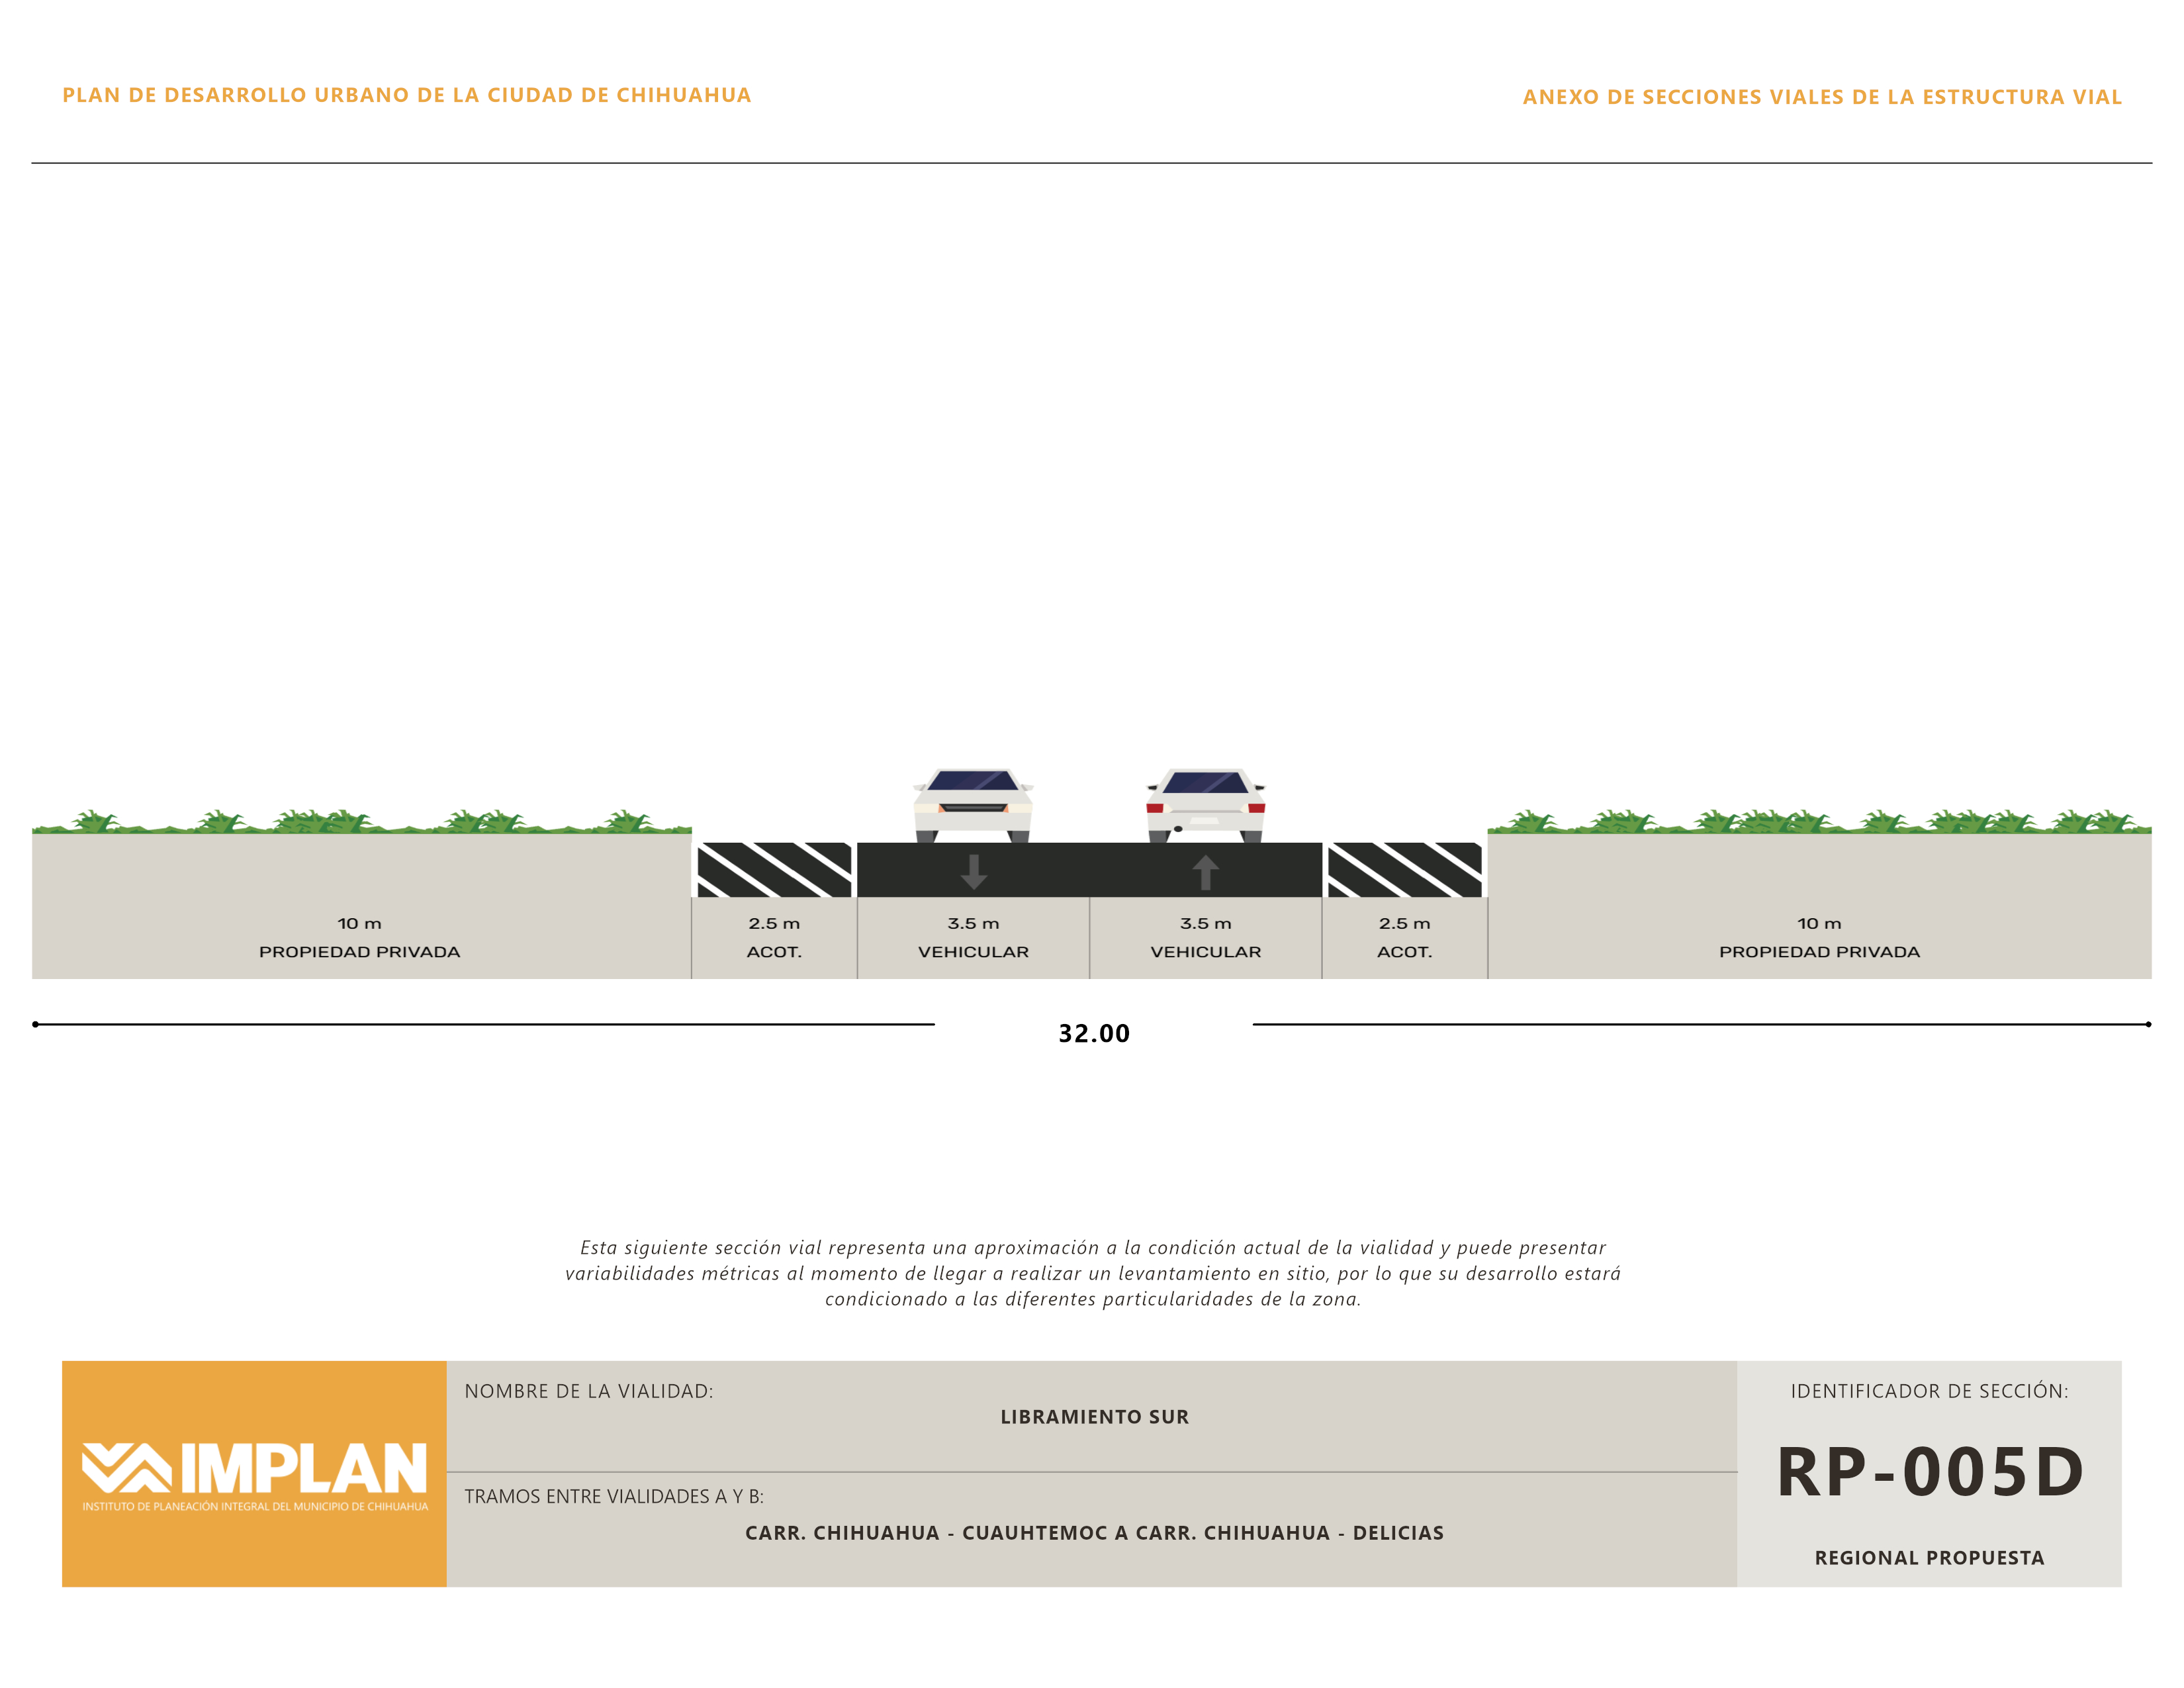 PLAN DE DESARROLLO URBANO DE LA CIUDAD DE CHIHUAHUA
ANEXO DE SECCIONES VIALES DE LA ESTRUCTURA VIAL
10 m
PROPIEDAD PRIVADA
2.5 m
ACOT.
3.5 m
VEHICULAR
3.5 m
VEHICULAR
2.5 m
ACOT.
10 m
PROPIEDAD PRIVADA
32.00
Esta siguiente sección vial representa una aproximación a la condición actual de la vialidad y puede presentar
variabilidades métricas al momento de llegar a realizar un levantamiento en sitio, por lo que su desarrollo estará
condicionado a las diferentes particularidades de la zona.
IMPLAN
INSTITUTO DE PLANEACIÓN INTEGRAL DEL MUNICIPIO DE CHIHUAHUA
NOMBRE DE LA VIALIDAD:
LIBRAMIENTO SUR
TRAMOS ENTRE VIALIDADES A Y B:
CARR. CHIHUAHUA - CUAUHTEMOC A CARR. CHIHUAHUA - DELICIAS
IDENTIFICADOR DE SECCIÓN:
RP-005D
REGIONAL PROPUESTA